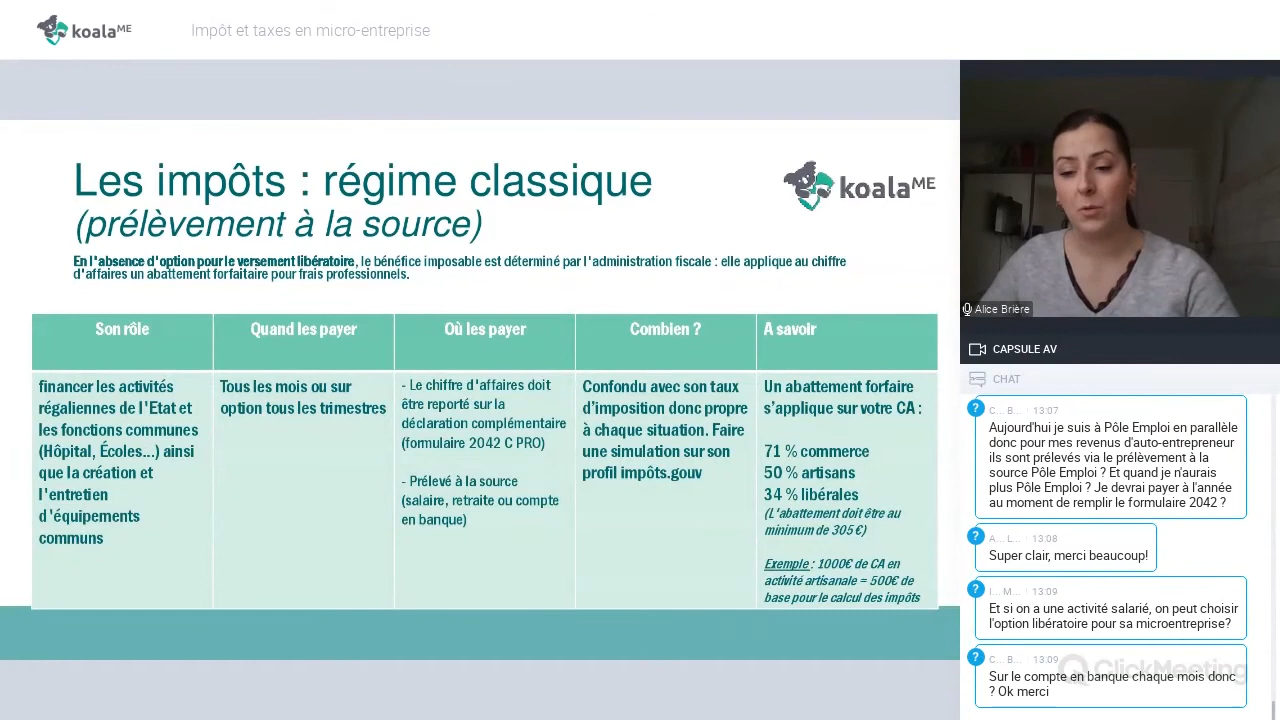 koala ME
Impôt et taxes en micro-entreprise
Les impôts : régime classique
(prélèvement à la source)
koala ME
En l'absence d'option pour le versement libératoire, le bénéfice imposable est déterminé par l'administration fiscale : elle applique au chiffre
d'affaires un abattement forfaitaire pour frais professionnels.
Son rôle
financer les activités
régaliennes de l'Etat et
les fonctions communes
(Hôpital, Écoles...) ainsi
que la création et
l'entretien
d'équipements
communs
Quand les payer
Tous les mois ou sur
option tous les trimestres
Où les payer
- Le chiffre d'affaires doit
être reporté sur la
déclaration complémentaire
(formulaire 2042 C PRO)
- Prélevé à la source
(salaire, retraite ou compte
en banque)
Combien ?
Confondu avec son taux
d'imposition donc propre
à chaque situation. Faire
une simulation sur son
profil impôts.gouv
A savoir
Un abattement forfaire
s'applique sur votre CA :
71 % commerce
50 % artisans
34 % libérales
(L'abattement doit être au
minimum de 305 €)
Exemple : 1000€ de CA en
activité artisanale = 500€ de
base pour le calcul des impôts
Alice Brière
CAPSULE AV
CHAT
? C... B... 13:07
Aujourd'hui je suis à Pôle Emploi en parallèle
donc pour mes revenus d'auto-entrepreneur
ils sont prélevés via le prélèvement à la
source Pôle Emploi ? Et quand je n'aurais
plus Pôle Emploi ? Je devrai payer à l'année
au moment de remplir le formulaire 2042 ?
? A... L... 13:08
Super clair, merci beaucoup!
? I... M... 13:09
Et si on a une activité salarié, on peut choisir
l'option libératoire pour sa microentreprise?
? C... B... 13:09
Sur le compte en banque chaque mois donc
? Ok merci
ClickMeeting